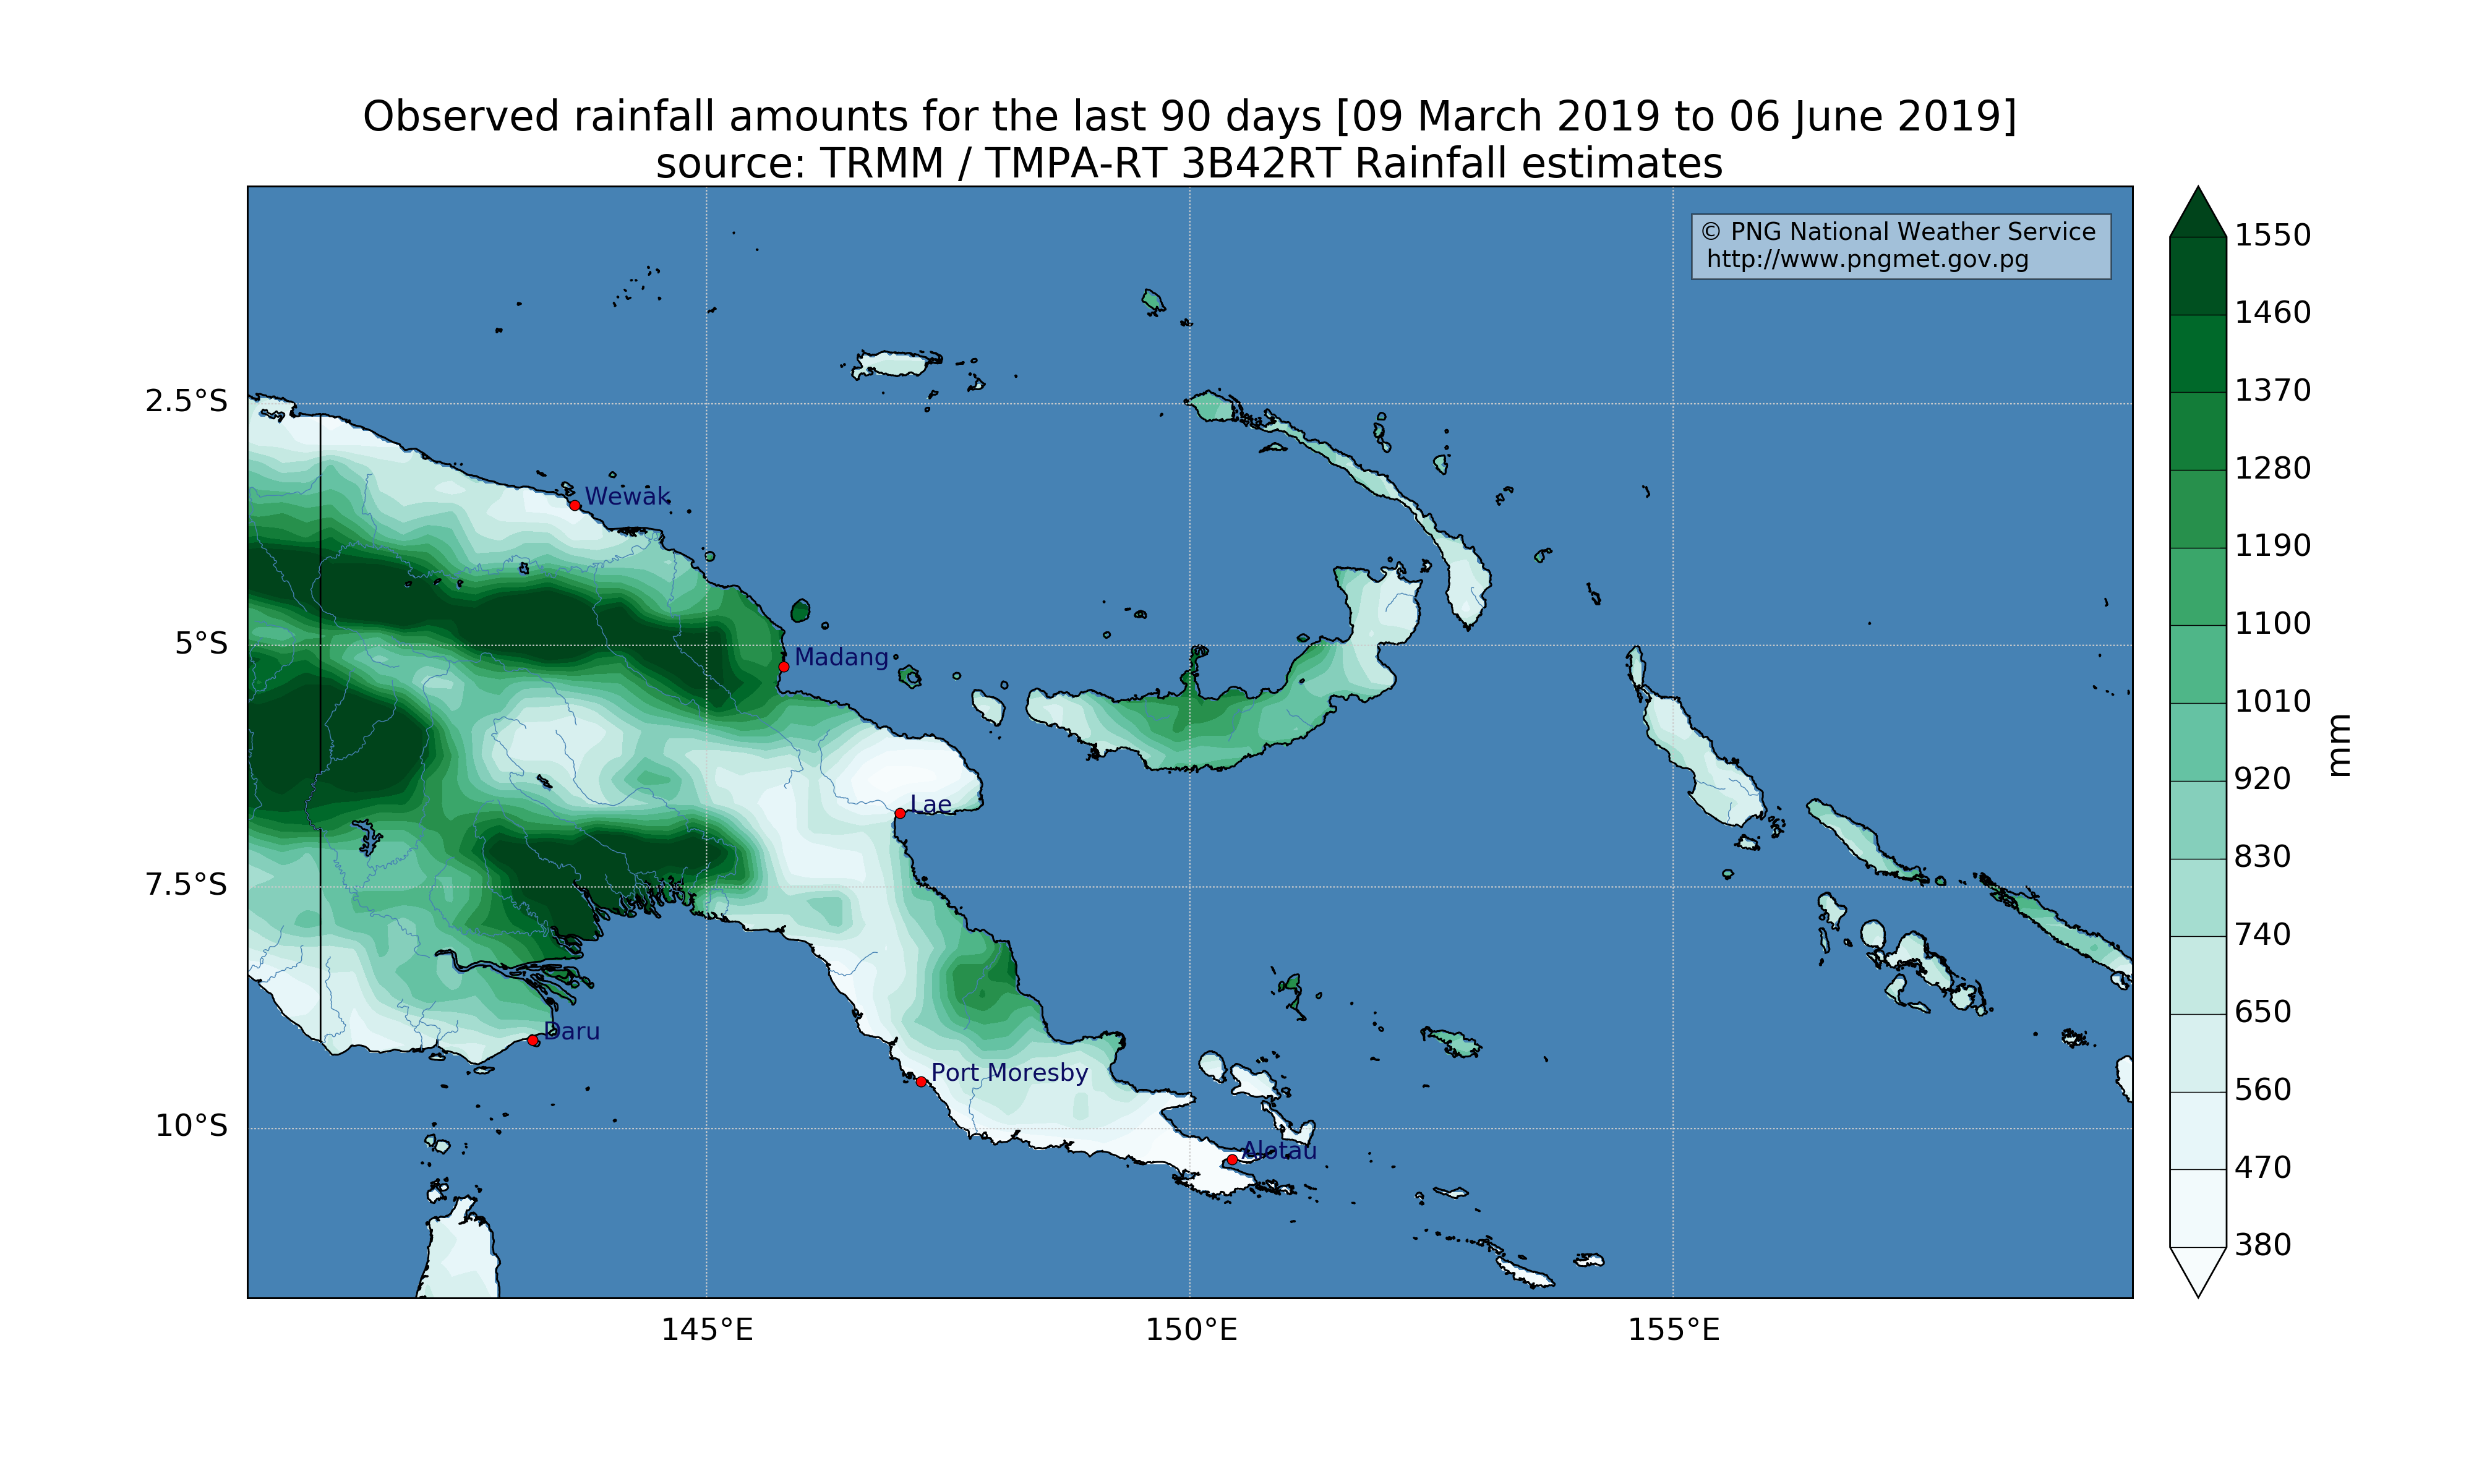 Observed rainfall amounts for the last 90 days [09 March 2019 to 06 June 2019]
source: TRMM / TMPA-RT 3B42RT Rainfall estimates
© PNG National Weather Service
http://www.pngmet.gov.pg
1550
1460
1370
1280
1190
1100
1010
920
830
740
650
560
470
380
mm
2.5°S
5°S
7.5°S
10°S
Wewak
Madang
Lae
Daru
Port Moresby
Alotau
145°E
150°E
155°E